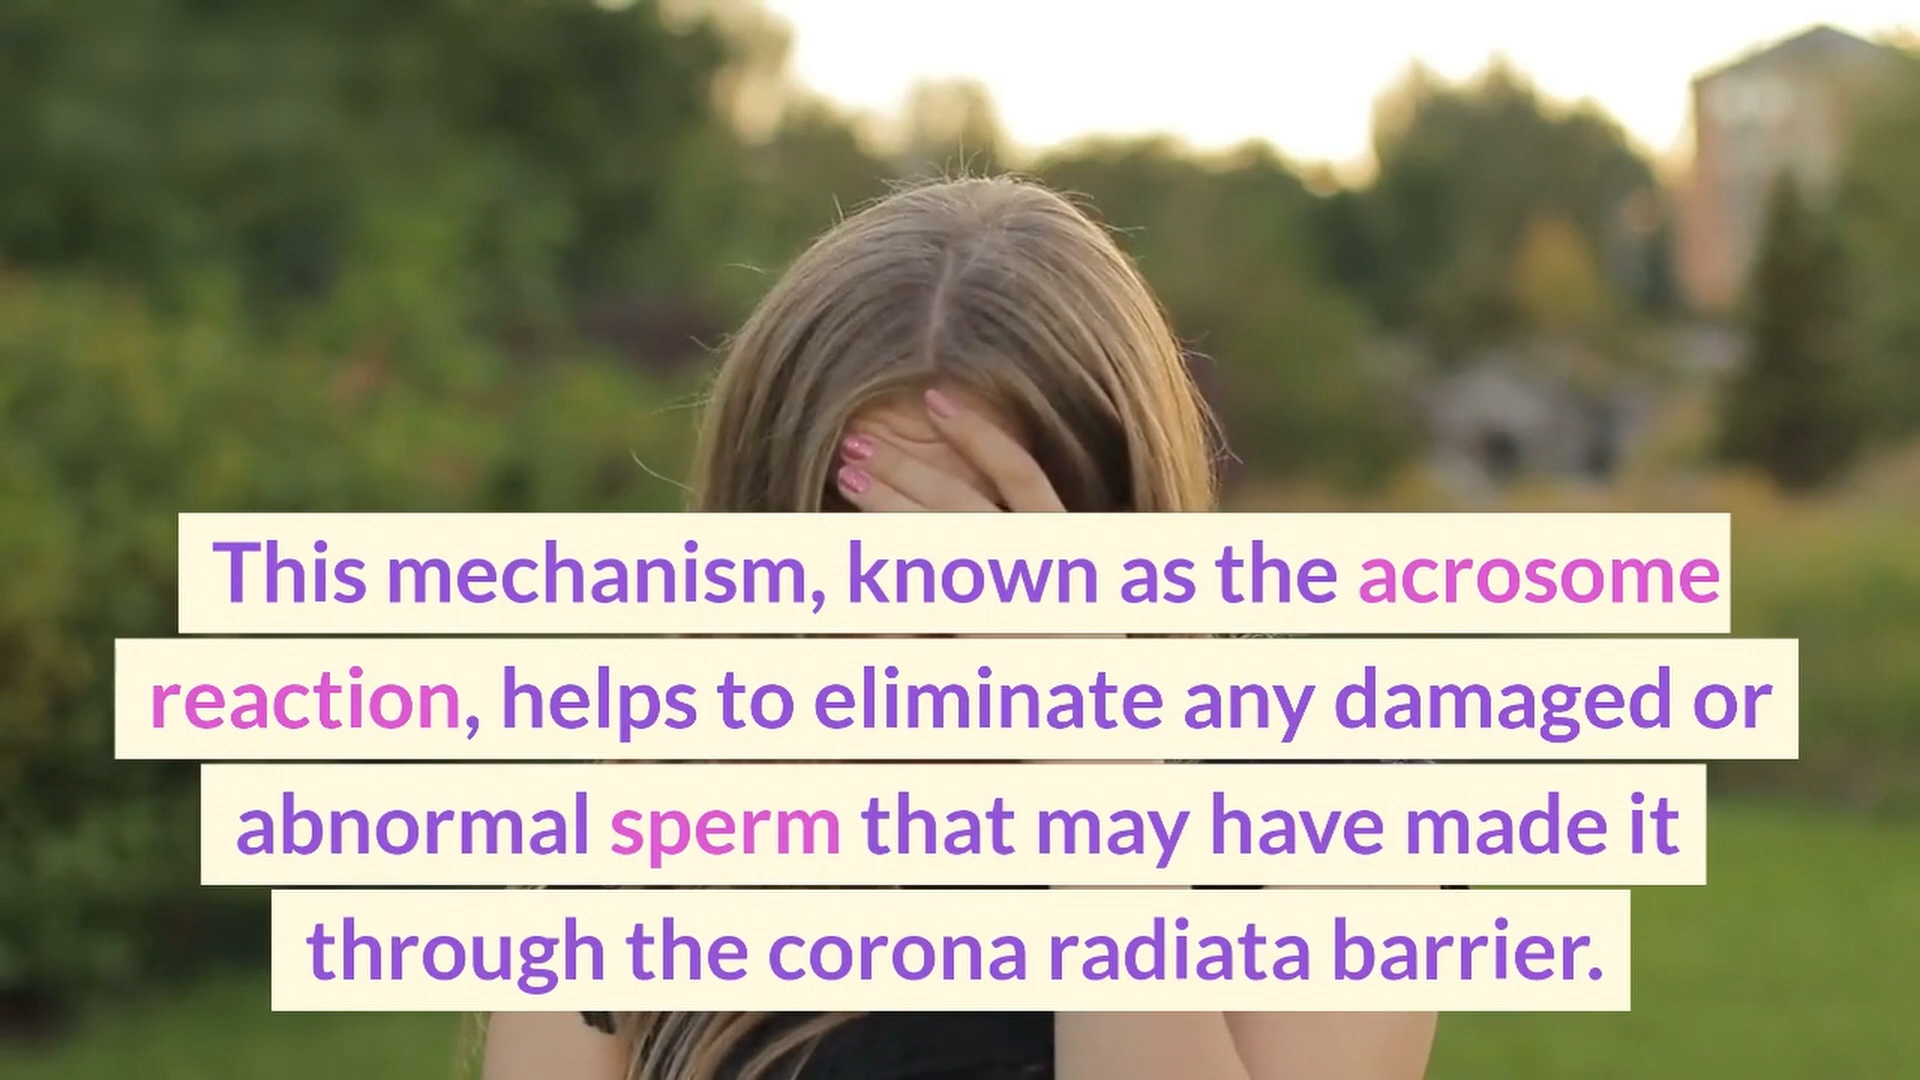 This mechanism, known as the acrosome
reaction, helps to eliminate any damaged or
abnormal sperm that may have made it
through the corona radiata barrier.